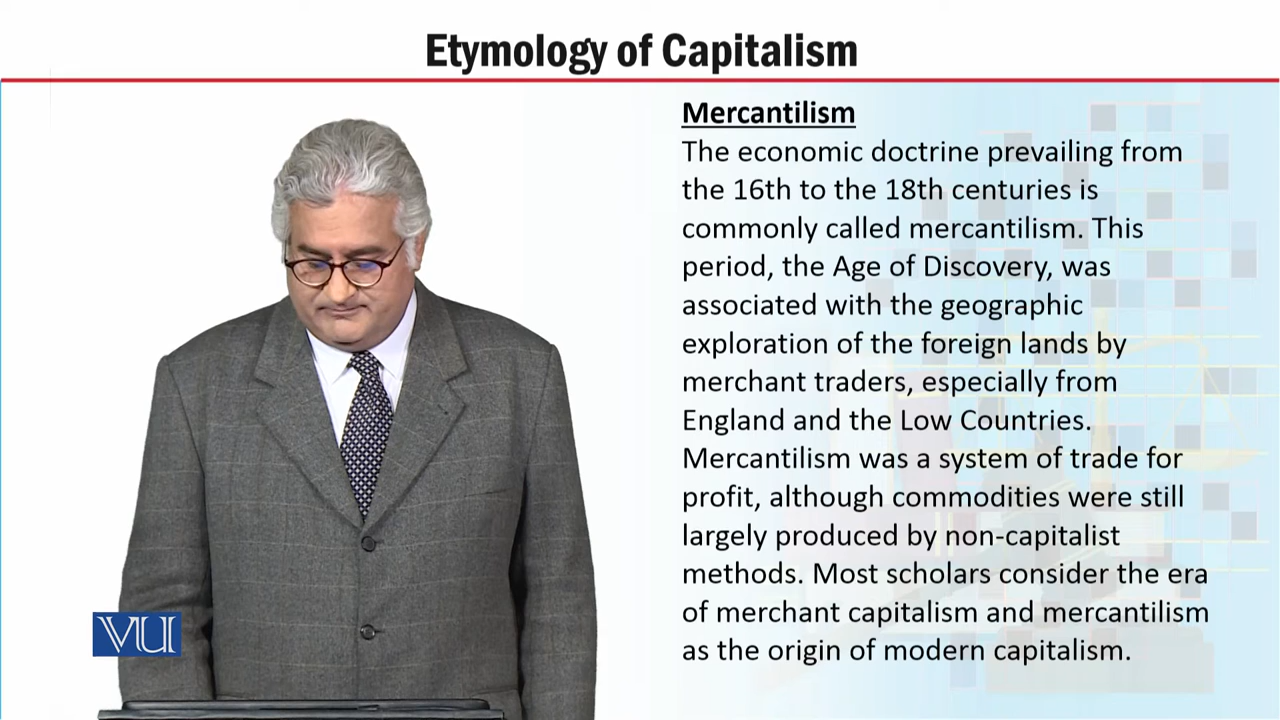 Etymology of Capitalism
Mercantilism
The economic doctrine prevailing from
the 16th to the 18th centuries is
commonly called mercantilism. This
period, the Age of Discovery, was
associated with the geographic
exploration of the foreign lands by
merchant traders, especially from
England and the Low Countries.
Mercantilism was a system of trade for
profit, although commodities were still
largely produced by non-capitalist
methods. Most scholars consider the era
of merchant capitalism and mercantilism
as the origin of modern capitalism.
VU